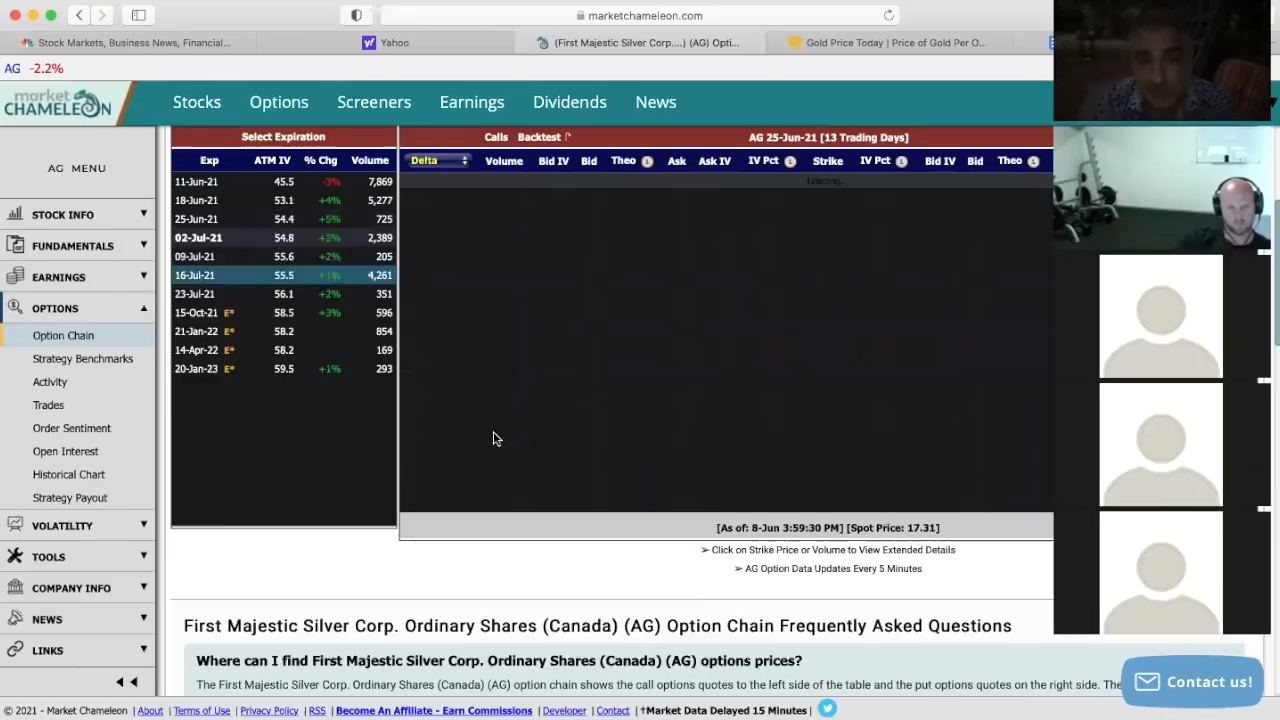 marketchameleon.com
Stock Markets, Business News, Financial...
Yahoo
(First Majestic Silver Corp....) (AG) Opti...
Gold Price Today | Price of Gold Per O...
AG -2.2%
market
CHAMELEON
Stocks
Options
Screeners
Earnings
Dividends
News
AG MENU
STOCK INFO
FUNDAMENTALS
EARNINGS
OPTIONS
Option Chain
Strategy Benchmarks
Activity
Trades
Order Sentiment
Open Interest
Historical Chart
Strategy Payout
VOLATILITY
TOOLS
COMPANY INFO
NEWS
LINKS
Select Expiration
Exp ATM IV % Chg Volume
11-Jun-21 45.5 -3% 7,869
18-Jun-21 53.1 +4% 5,277
25-Jun-21 54.4 +5% 725
02-Jul-21 54.8 +2% 2,389
09-Jul-21 55.6 +2% 205
16-Jul-21 55.5 +1% 4,261
23-Jul-21 56.1 +2% 351
15-Oct-21 E* 58.5 +3% 596
21-Jan-22 E* 58.2 854
14-Apr-22 E* 58.2 169
20-Jan-23 E* 59.5 +1% 293
Calls Backtest
AG 25-Jun-21 [13 Trading Days]
Delta Volume Bid IV Bid Theo Ask Ask IV IV Pct Strike IV Pct Bid IV Bid Theo
Loading...
[As of: 8-Jun 3:59:30 PM] [Spot Price: 17.31]
➢ Click on Strike Price or Volume to View Extended Details
➢ AG Option Data Updates Every 5 Minutes
First Majestic Silver Corp. Ordinary Shares (Canada) (AG) Option Chain Frequently Asked Questions
Where can I find First Majestic Silver Corp. Ordinary Shares (Canada) (AG) options prices?
The First Majestic Silver Corp. Ordinary Shares (Canada) (AG) option chain shows the call options quotes to the left side of the table and the put options quotes on the right side. The
Contact us!
© 2021 - Market Chameleon | About | Terms of Use | Privacy Policy | RSS | Become An Affiliate - Earn Commissions | Developer | Contact | †Market Data Delayed 15 Minutes |